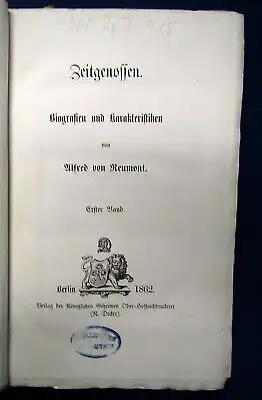 Zeitgenossen.
Biografien und Karakteristiken
von
Alfred von Reumont.
Erster Band.
Berlin 1862.
Verlag der Königlichen Geheimen Ober-Hofbuchdruckerei
(R. Decker).